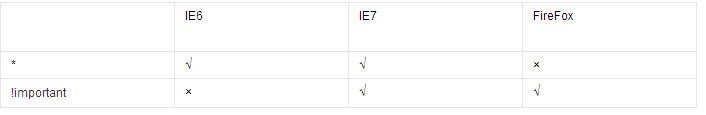 IE6 IE7 FireFox
* √ √ ×
!important × √ √